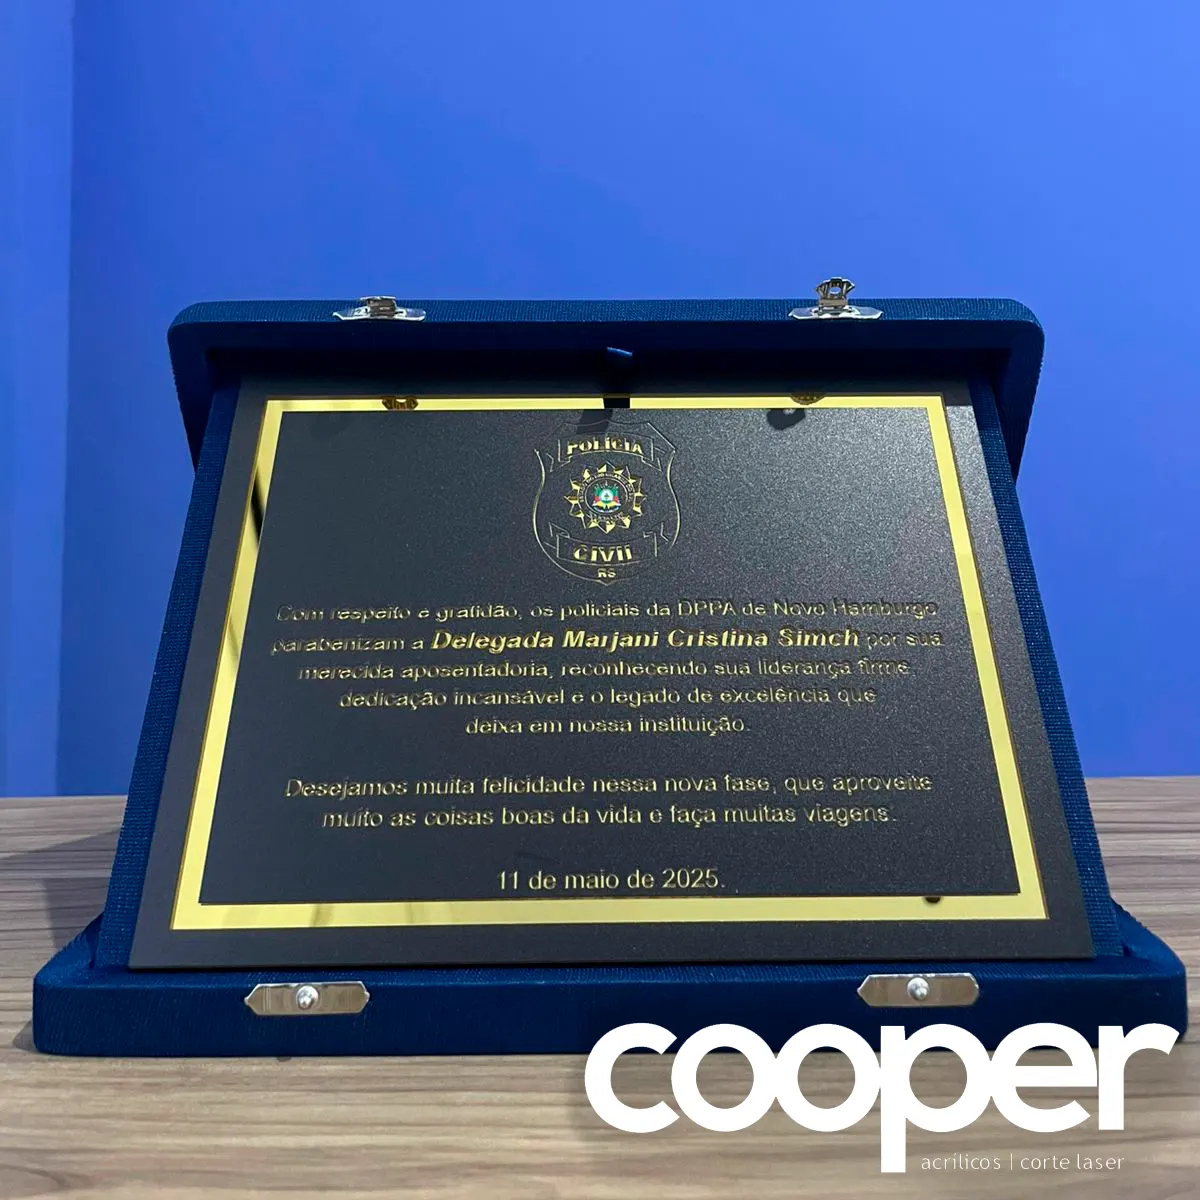 POLÍCIA
CIVIL
RS
Com respeito e gratidão, os policiais da DPPA de Novo Hamburgo
parabenizam a Delegada Marjani Cristina Simch por sua
merecida aposentadoria, reconhecendo sua liderança firme,
dedicação incansável e o legado de excelência que
deixa em nossa instituição.
Desejamos muita felicidade nessa nova fase, que aproveite
muito as coisas boas da vida e faça muitas viagens.
11 de maio de 2025.
cooper
acrílicos | corte laser